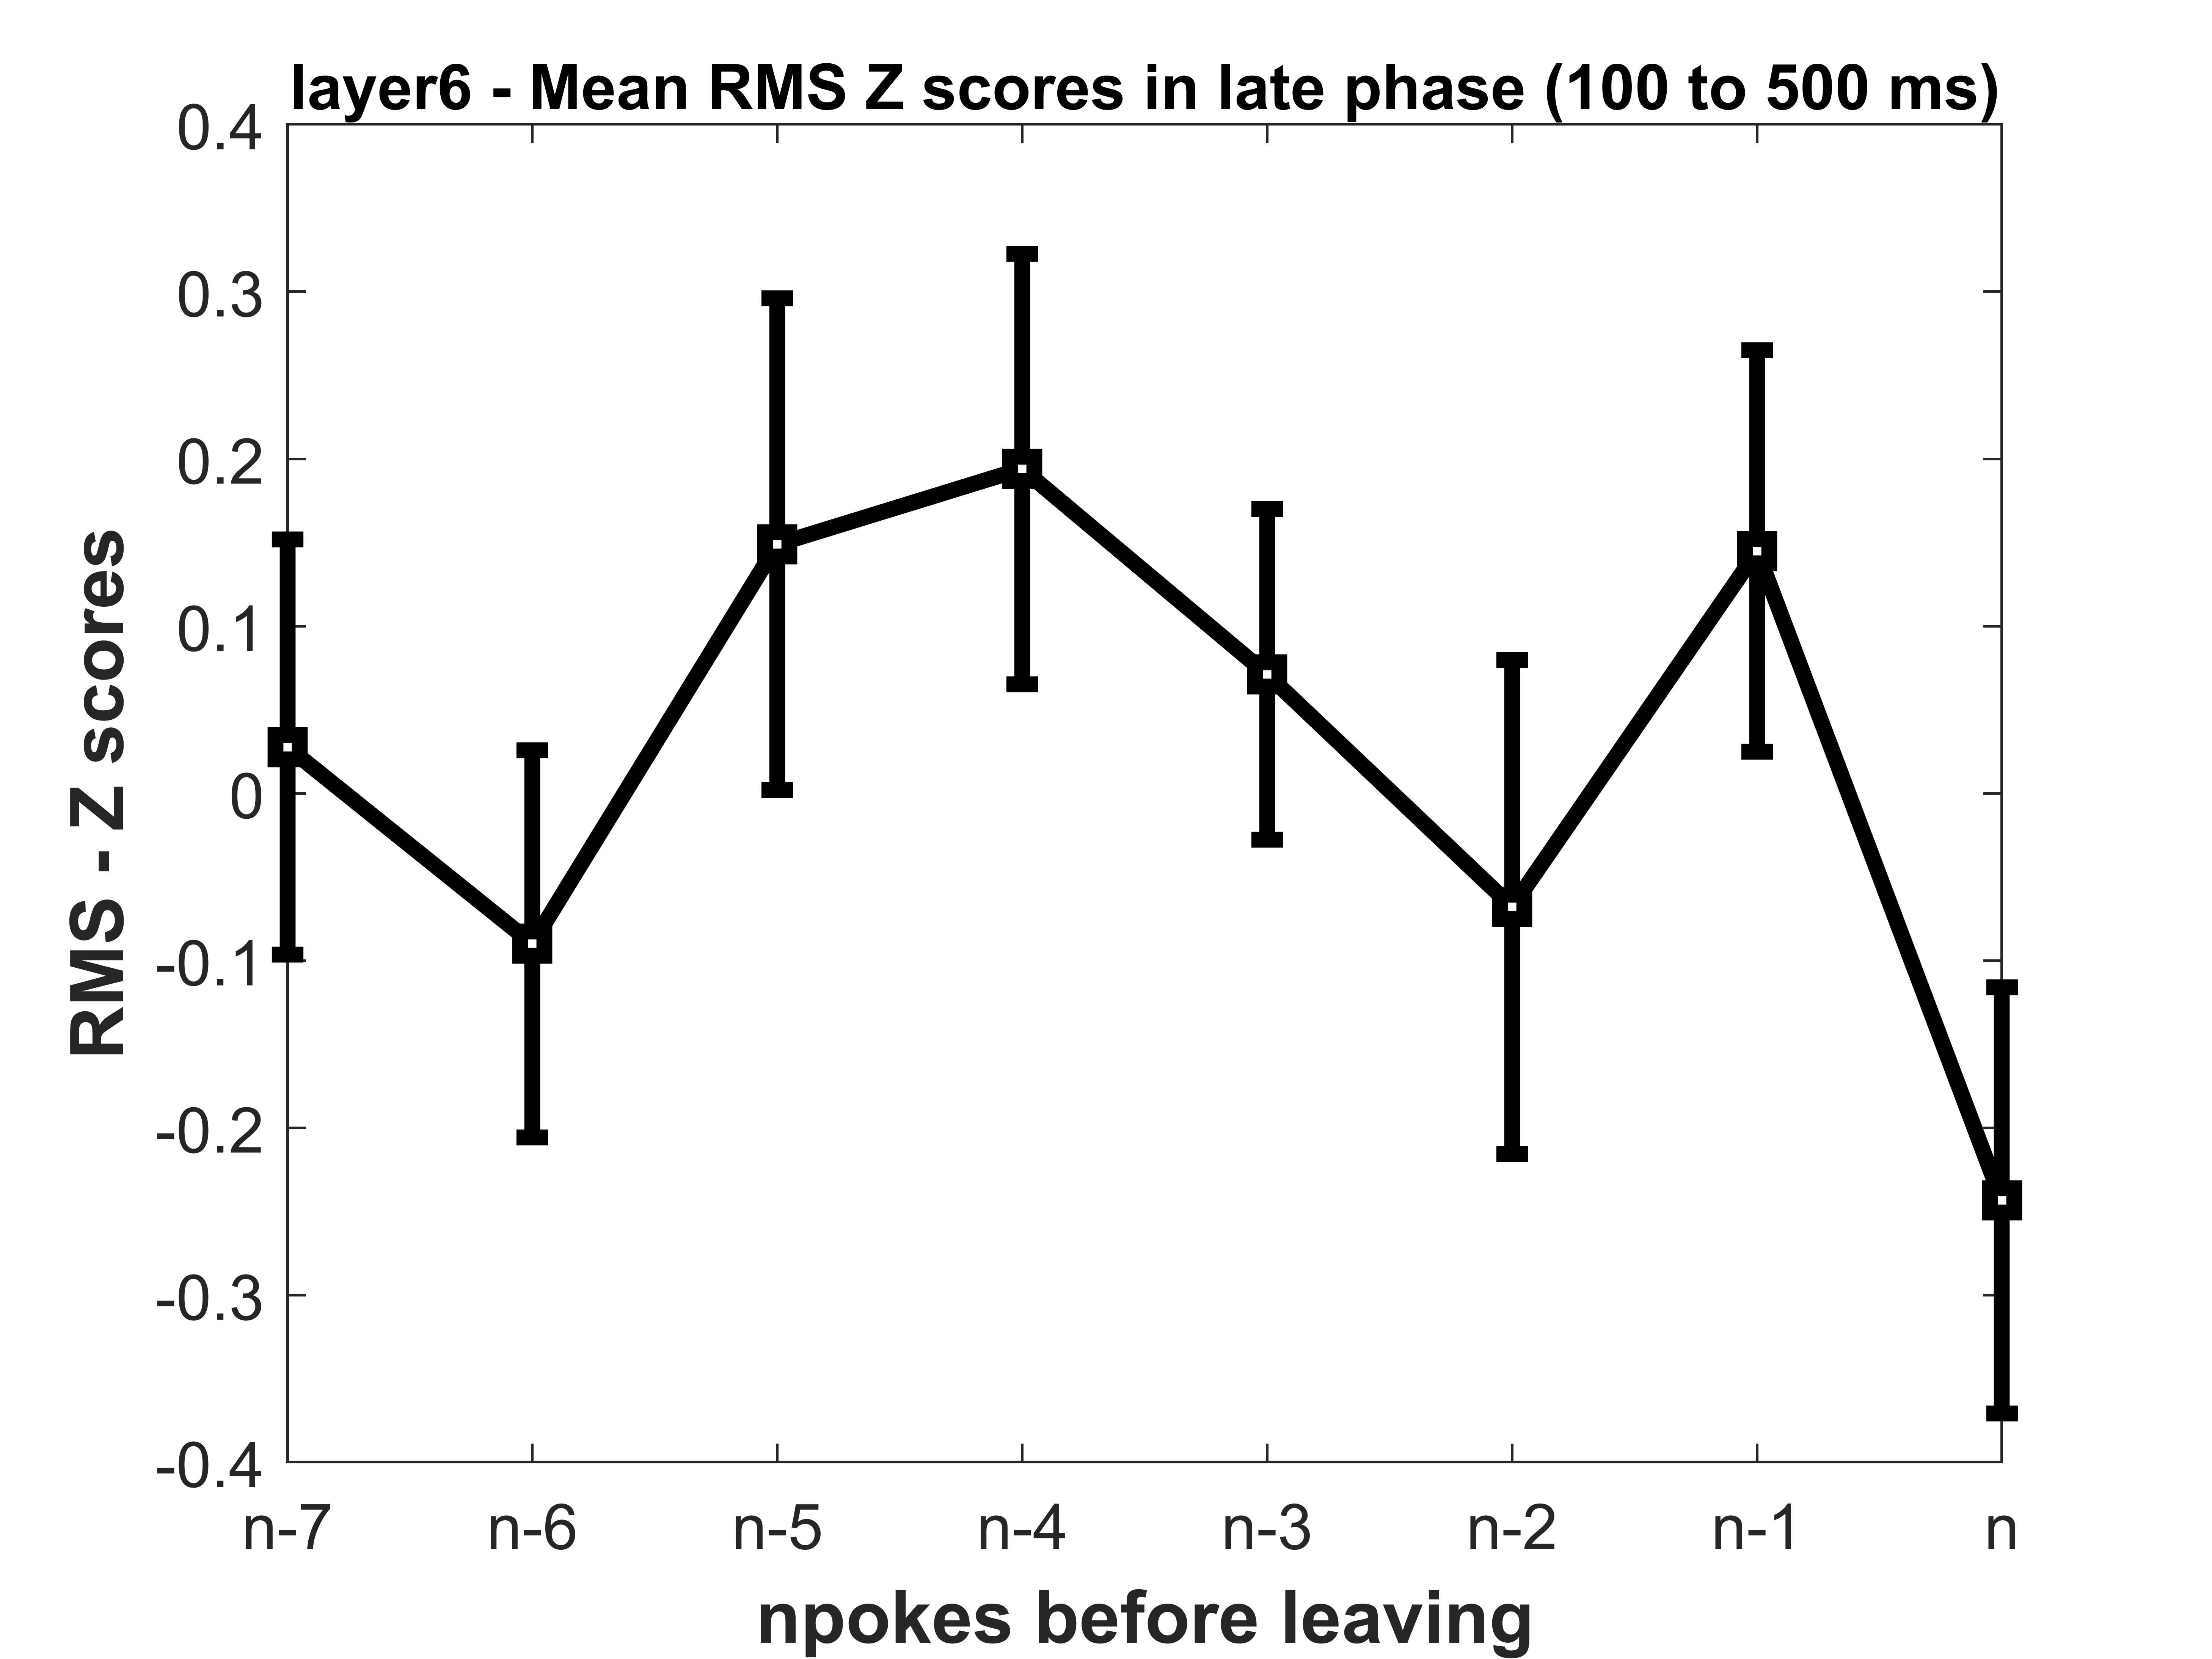 layer6 - Mean RMS Z scores in late phase (100 to 500 ms)
0.4
0.3
0.2
0.1
0
-0.1
-0.2
-0.3
-0.4
RMS - Z scores
n-7 n-6 n-5 n-4 n-3 n-2 n-1 n
npokes before leaving